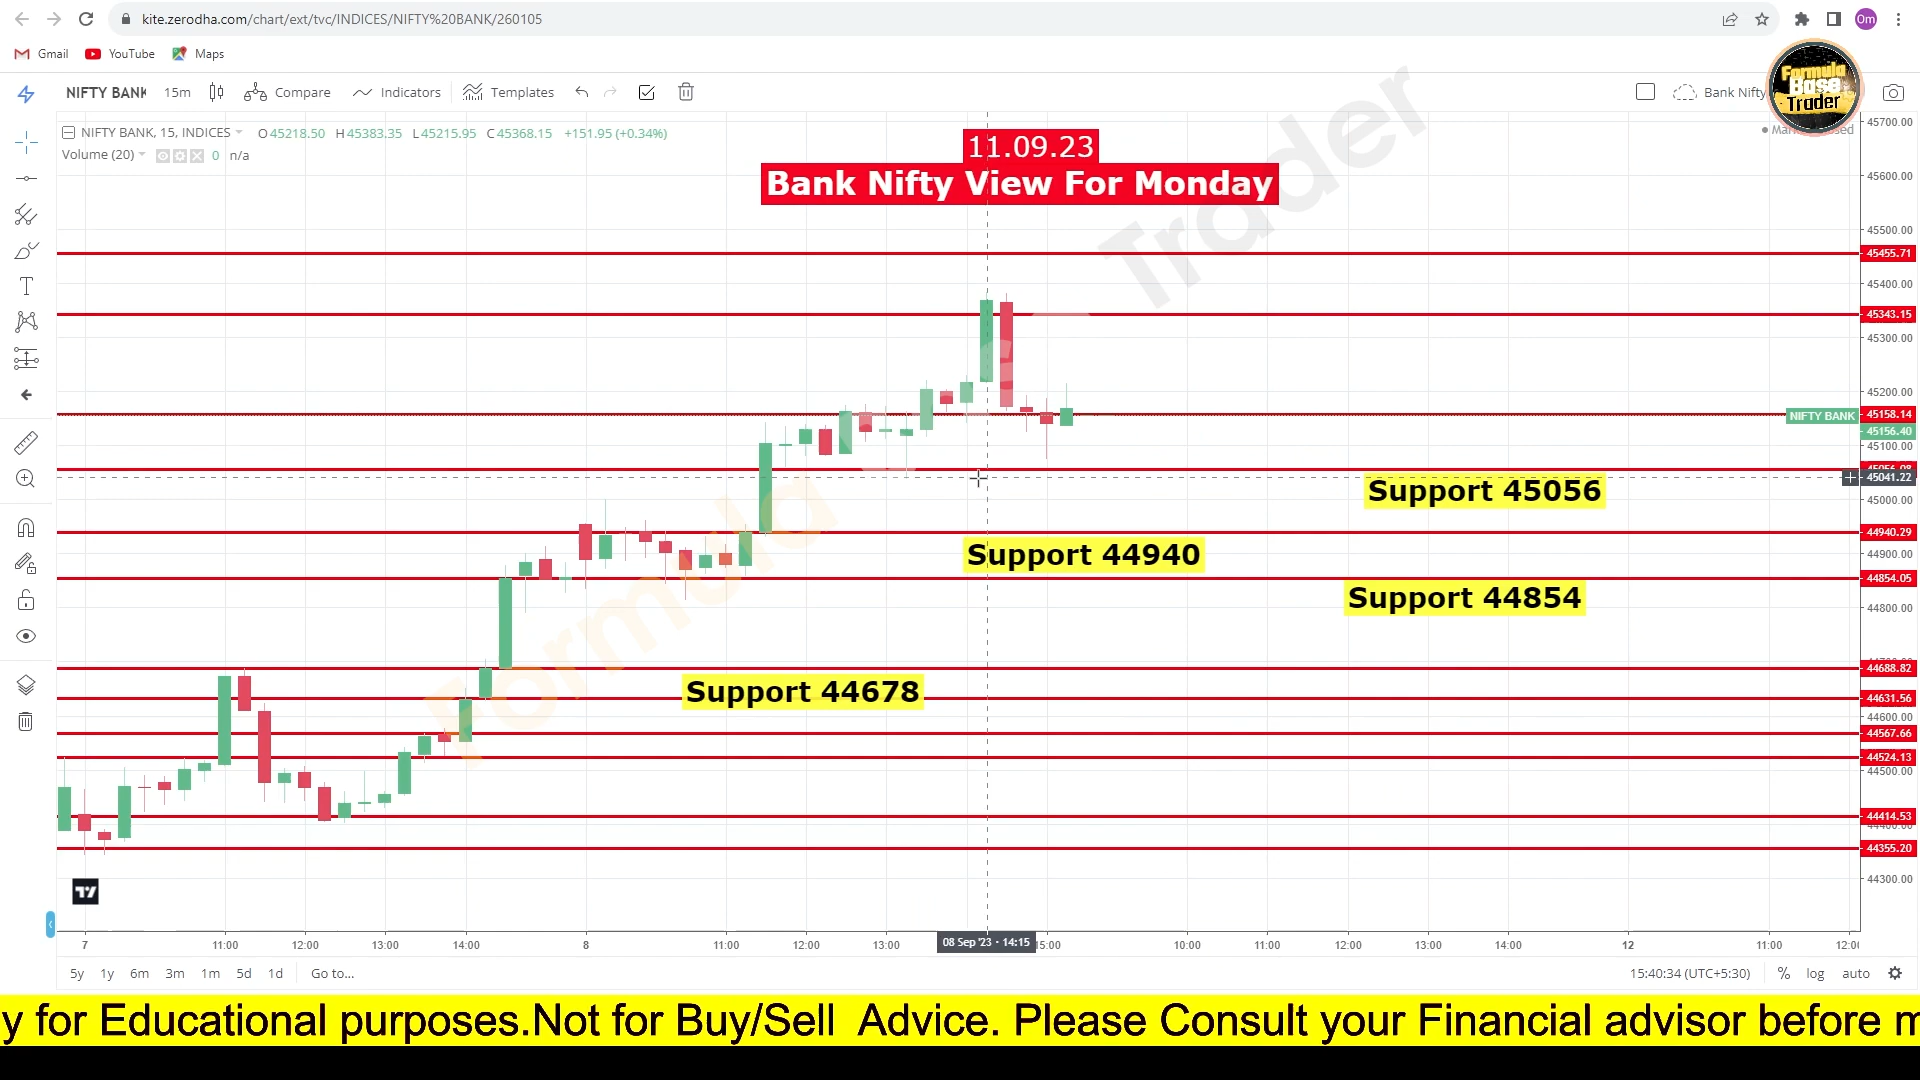 kite.zerodha.com/chart/ext/tvc/INDICES/NIFTY%20BANK/260105
Om
Gmail YouTube Maps
NIFTY BANK 15m Compare Indicators Templates Bank Nifty
Formula Base Trader
NIFTY BANK, 15, INDICES O45218.50 H45383.35 L45215.95 C45368.15 +151.95 (+0.34%)
Volume (20) 0 n/a
11.09.23
Bank Nifty View For Monday
Trader
Formula
45700.00
45600.00
45500.00
45455.71
45400.00
45343.15
45300.00
45200.00
45158.14
NIFTY BANK
45156.40
45100.00
45041.22
Support 45056
45000.00
44940.29
Support 44940
44900.00
44854.05
Support 44854
44800.00
44688.82
Support 44678
44631.56
44600.00
44567.66
44524.13
44500.00
44414.53
44355.20
44300.00
7 11:00 12:00 13:00 14:00 8 11:00 12:00 13:00 08 Sep '23 · 14:15 15:00 10:00 11:00 12:00 13:00 14:00 12 11:00
5y 1y 6m 3m 1m 5d 1d Go to... 15:40:34 (UTC+5:30) % log auto
y for Educational purposes.Not for Buy/Sell Advice. Please Consult your Financial advisor before m